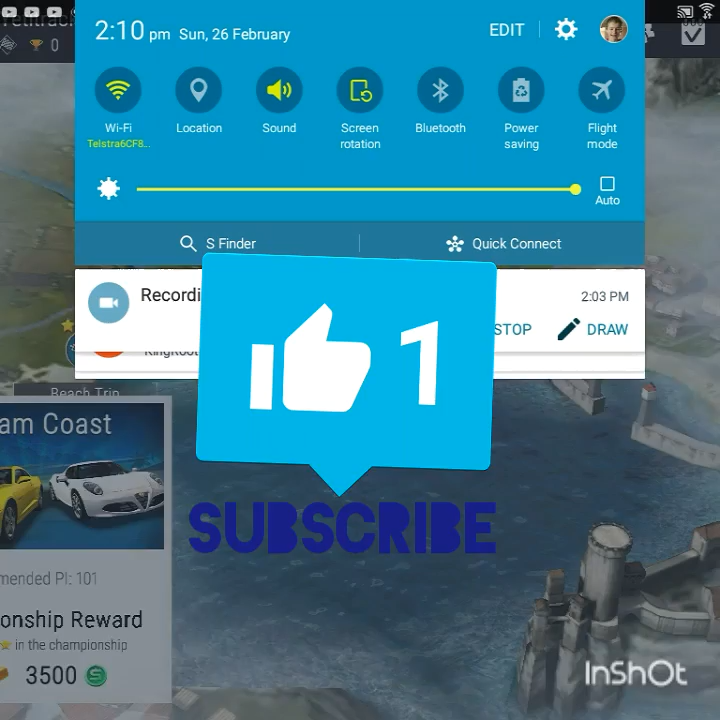 2:10 pm Sun, 26 February
EDIT
0
Wi-Fi
Telstra6CF8...
Location
Sound
Screen rotation
Bluetooth
Power saving
Flight mode
Auto
S Finder
Quick Connect
Recordi
2:03 PM
STOP
DRAW
KingRoot
1
SUBSCRIBE
Beach Trip
am Coast
mended PI: 101
onship Reward
in the championship
3500
InShOt